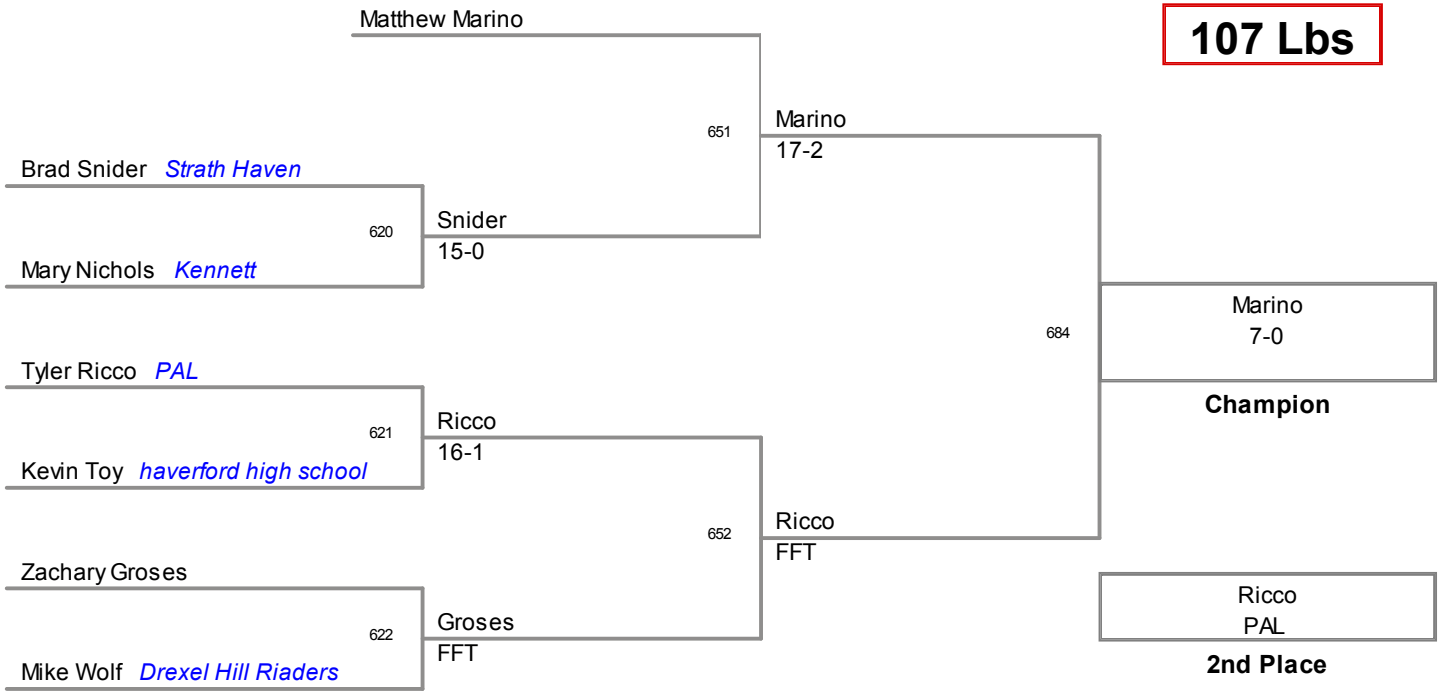 Matthew Marino
107 Lbs
651
Marino
17-2
Brad Snider Strath Haven
620
Snider
15-0
Mary Nichols Kennett
684
Marino
7-0
Champion
Tyler Ricco PAL
621
Ricco
16-1
Kevin Toy haverford high school
652
Ricco
FFT
Zachary Groses
622
Groses
FFT
Mike Wolf Drexel Hill Riaders
Ricco
PAL
2nd Place